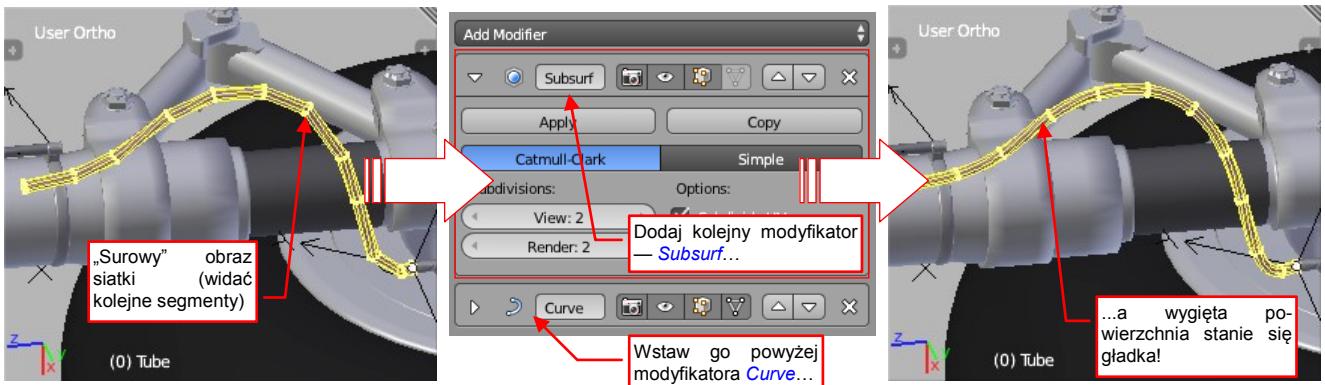 User Ortho
„Surowy” obraz
siatki (widać
kolejne segmenty)
z
x
(0) Tube
Add Modifier
Subsurf
Apply
Copy
Catmull-Clark
Simple
Options:
View: 2
Render: 2
Dodaj kolejny modyfikator
— Subsurf…
Curve
Wstaw go powyżej
modyfikatora Curve…
User Ortho
...a wygięta po-
wierzchnia stanie się
gładka!
z
x
(0) Tube